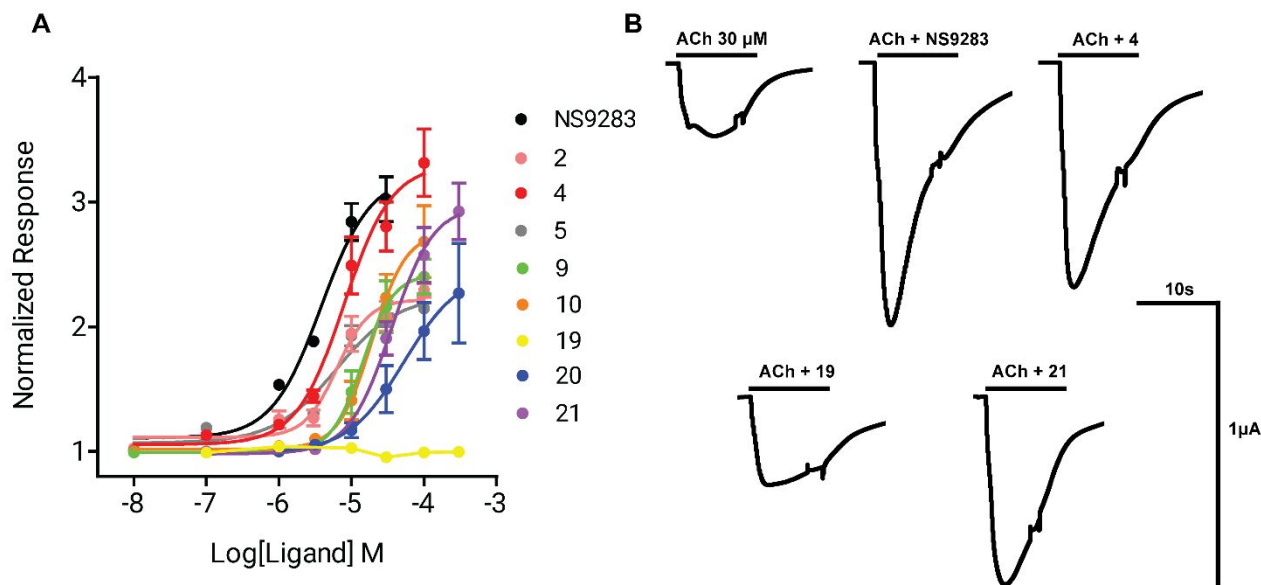 A
Normalized Response
4
3
2
1
-8 -7 -6 -5 -4 -3
Log[Ligand] M
NS9283
2
4
5
9
10
19
20
21
B
ACh 30 µM
ACh + NS9283
ACh + 4
10s
1µA
ACh + 19
ACh + 21